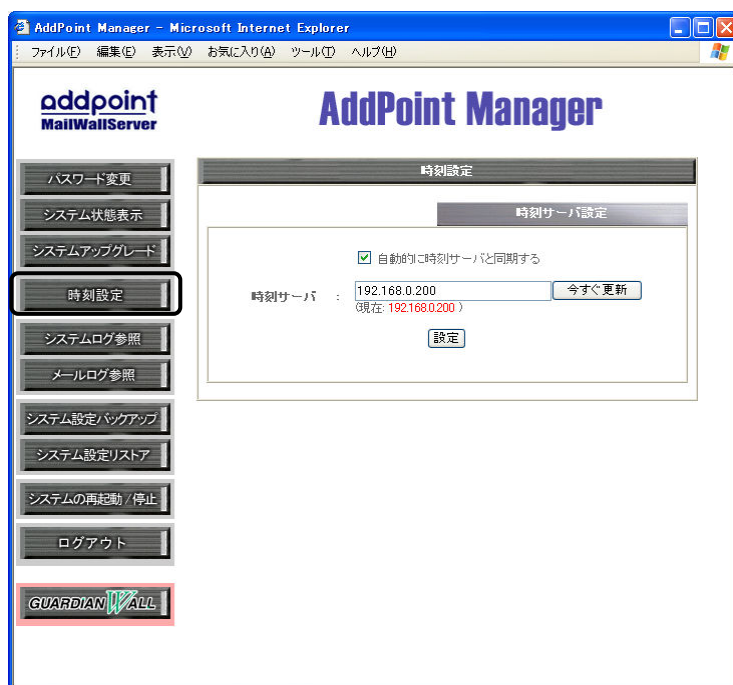 AddPoint Manager - Microsoft Internet Explorer
ファイル(F) 編集(E) 表示(V) お気に入り(A) ツール(T) ヘルプ(H)
addpoint
MailWallServer
AddPoint Manager
パスワード変更
システム状態表示
システムアップグレード
時刻設定
システムログ参照
メールログ参照
システム設定バックアップ
システム設定リストア
システムの再起動/停止
ログアウト
GUARDIAN WALL
時刻設定
時刻サーバ設定
自動的に時刻サーバと同期する
時刻サーバ : 192.168.0.200 今すぐ更新
(現在: 192.168.0.200 )
設定